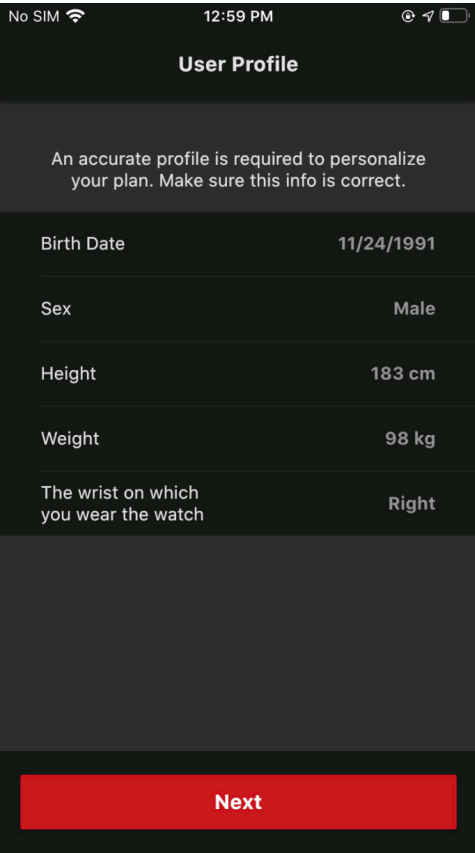 No SIM 12:59 PM
User Profile
An accurate profile is required to personalize
your plan. Make sure this info is correct.
Birth Date 11/24/1991
Sex Male
Height 183 cm
Weight 98 kg
The wrist on which
you wear the watch Right
Next